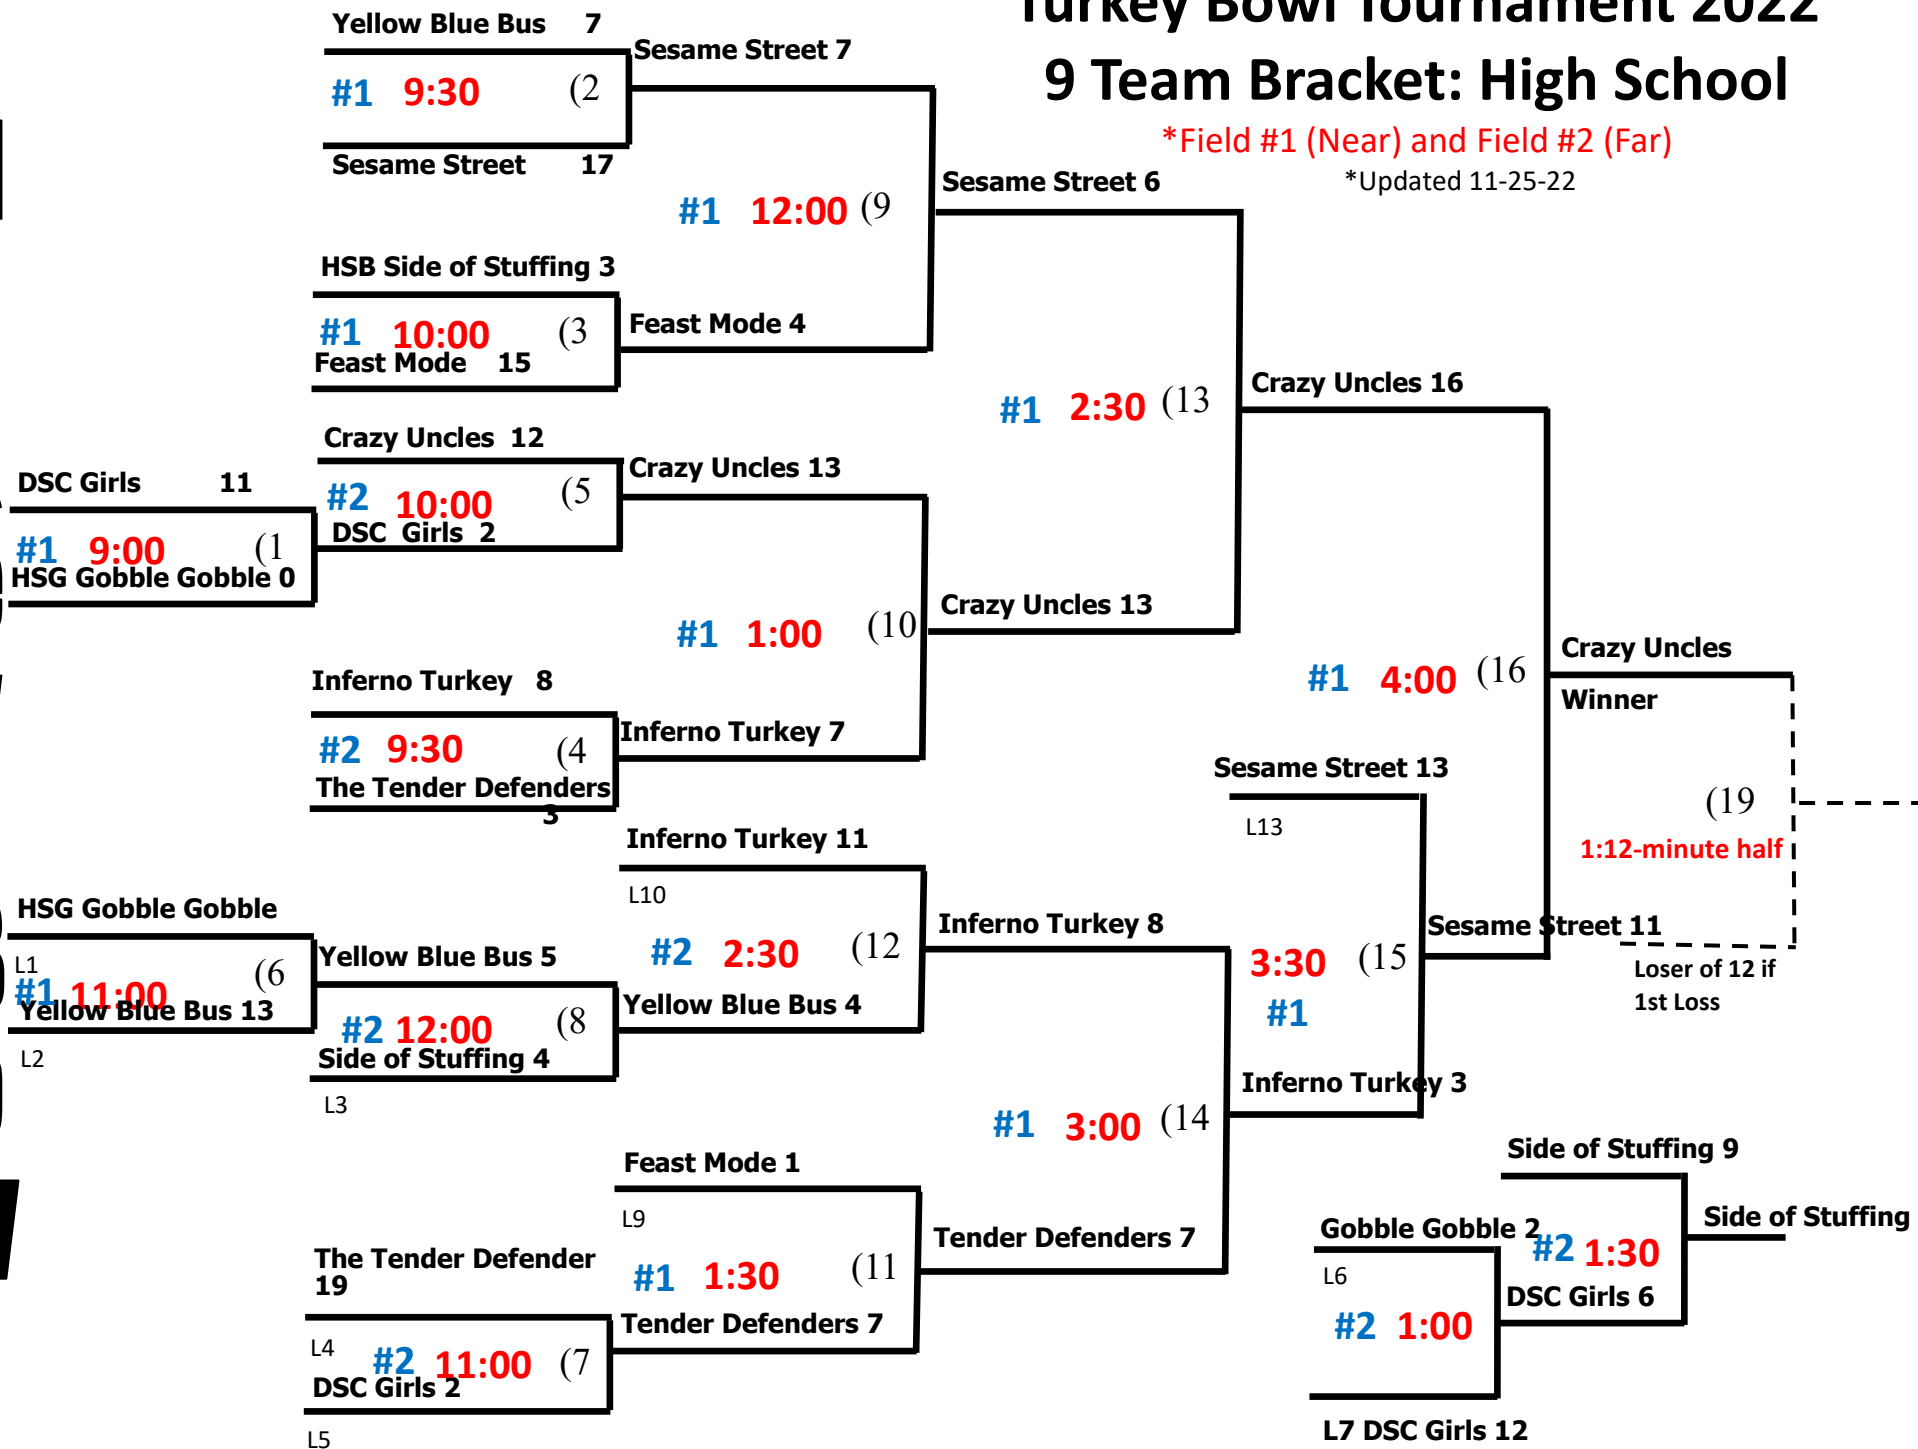 Turkey Bowl Tournament 2022
9 Team Bracket: High School
*Field #1 (Near) and Field #2 (Far)
*Updated 11-25-22
Yellow Blue Bus 7
#1 9:30 (2
Sesame Street 17
Sesame Street 7
#1 12:00 (9
HSB Side of Stuffing 3
#1 10:00 (3
Feast Mode 15
Feast Mode 4
Sesame Street 6
#1 2:30 (13
Crazy Uncles 12
#2 10:00 (5
DSC Girls 2
DSC Girls 11
#1 9:00 (1
HSG Gobble Gobble 0
Crazy Uncles 13
#1 1:00 (10
Crazy Uncles 13
Crazy Uncles 16
#1 4:00 (16
Crazy Uncles
Winner
Inferno Turkey 8
#2 9:30 (4
The Tender Defenders
3
Inferno Turkey 7
Sesame Street 13
L13
(19
1:12-minute half
Inferno Turkey 11
L10
#2 2:30 (12
HSG Gobble Gobble
L1
#1 11:00 (6
Yellow Blue Bus 13
L2
Yellow Blue Bus 5
#2 12:00 (8
Side of Stuffing 4
L3
Yellow Blue Bus 4
Inferno Turkey 8
3:30 (15
#1
Sesame Street 11
Loser of 12 if
1st Loss
Inferno Turkey 3
#1 3:00 (14
Feast Mode 1
L9
#1 1:30 (11
Tender Defenders 7
Tender Defenders 7
The Tender Defender
19
L4
#2 11:00 (7
DSC Girls 2
L5
Side of Stuffing 9
#2 1:30
Side of Stuffing
Gobble Gobble 2
L6
#2 1:00
DSC Girls 6
L7 DSC Girls 12